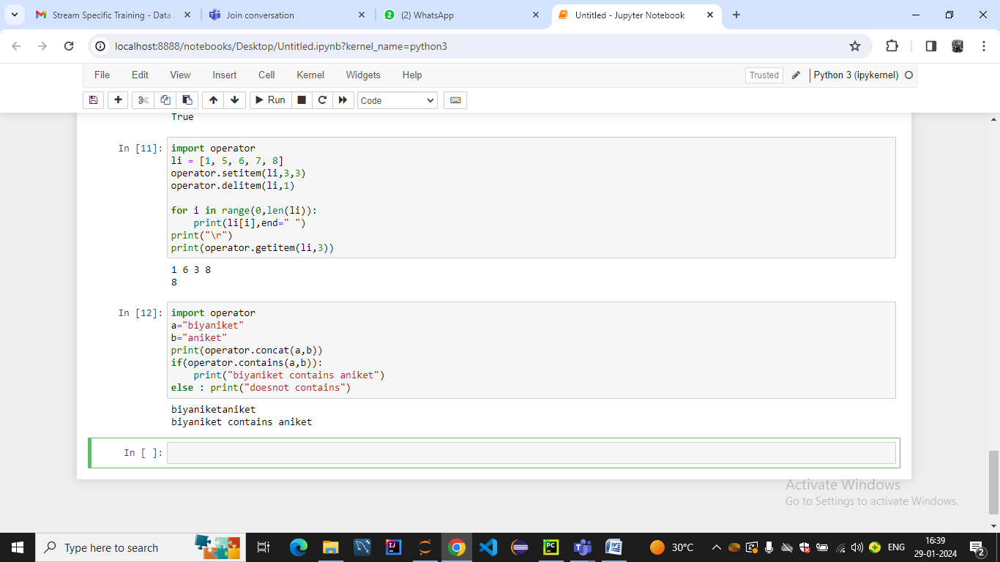 Stream Specific Training - Data
Join conversation
(2) WhatsApp
Untitled - Jupyter Notebook
localhost:8888/notebooks/Desktop/Untitled.ipynb?kernel_name=python3
File Edit View Insert Cell Kernel Widgets Help
Trusted
Python 3 (ipykernel)
Run
Code
True
In [11]:
import operator
li = [1, 5, 6, 7, 8]
operator.setitem(li,3,3)
operator.delitem(li,1)
for i in range(0,len(li)):
    print(li[i],end=" ")
print("\r")
print(operator.getitem(li,3))
1 6 3 8
8
In [12]:
import operator
a="biyaniket"
b="aniket"
print(operator.concat(a,b))
if(operator.contains(a,b)):
    print("biyaniket contains aniket")
else : print("doesnot contains")
biyaniketaniket
biyaniket contains aniket
In [ ]:
Activate Windows
Go to Settings to activate Windows.
Type here to search
IJ
PC
30°C
ENG
16:39
29-01-2024
2